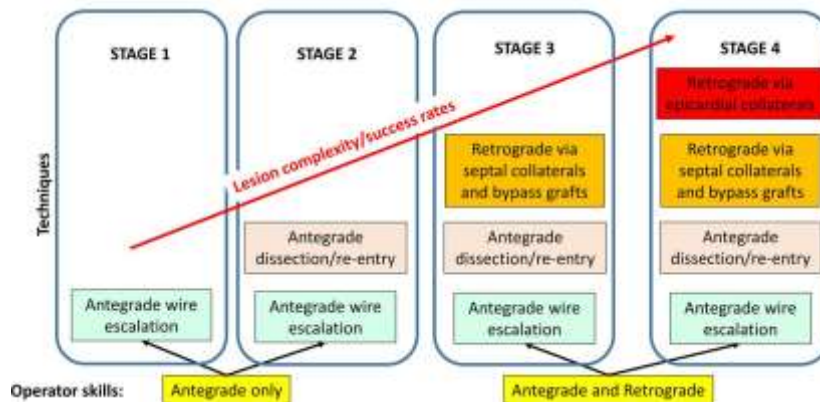 STAGE 1
STAGE 2
STAGE 3
STAGE 4
Techniques
Lesion complexity/success rates
Retrograde via
epicardial collaterals
Retrograde via
septal collaterals
and bypass grafts
Retrograde via
septal collaterals
and bypass grafts
Antegrade
dissection/re-entry
Antegrade
dissection/re-entry
Antegrade
dissection/re-entry
Antegrade wire
escalation
Antegrade wire
escalation
Antegrade wire
escalation
Antegrade wire
escalation
Operator skills:
Antegrade only
Antegrade and Retrograde